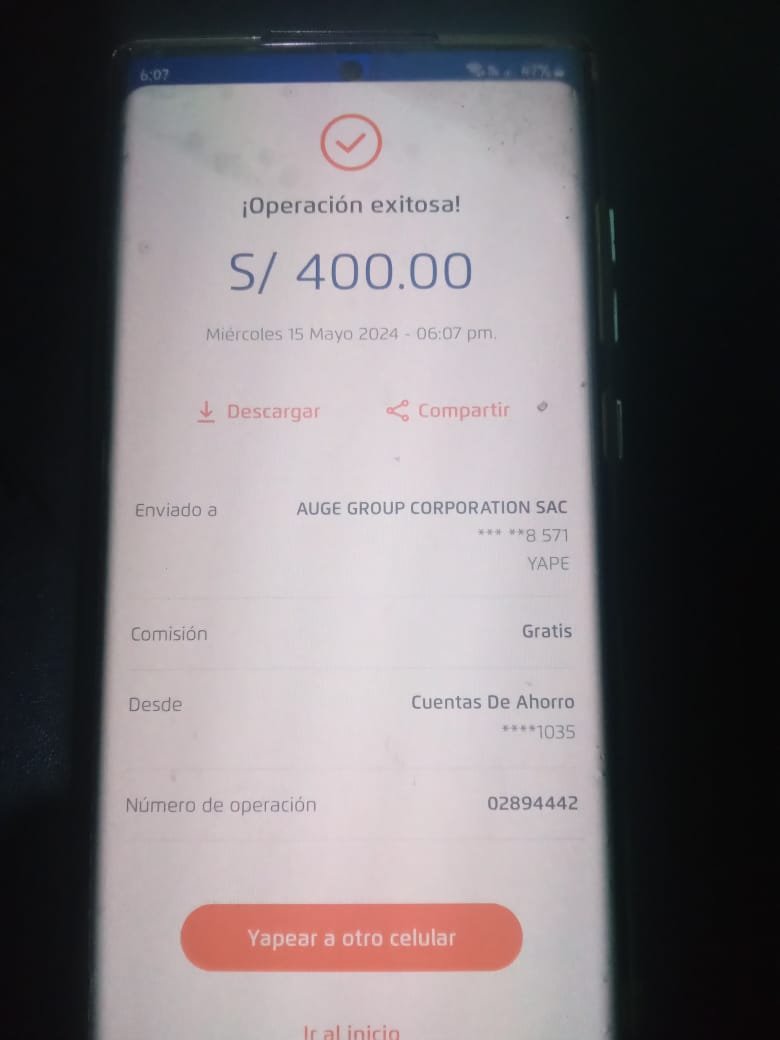 6:07
47%
¡Operación exitosa!
S/ 400.00
Miércoles 15 Mayo 2024 - 06:07 pm.
Descargar Compartir
Enviado a AUGE GROUP CORPORATION SAC
*** **8 571
YAPE
Comisión Gratis
Desde Cuentas De Ahorro
****1035
Número de operación 02894442
Yapear a otro celular
Ir al inicio